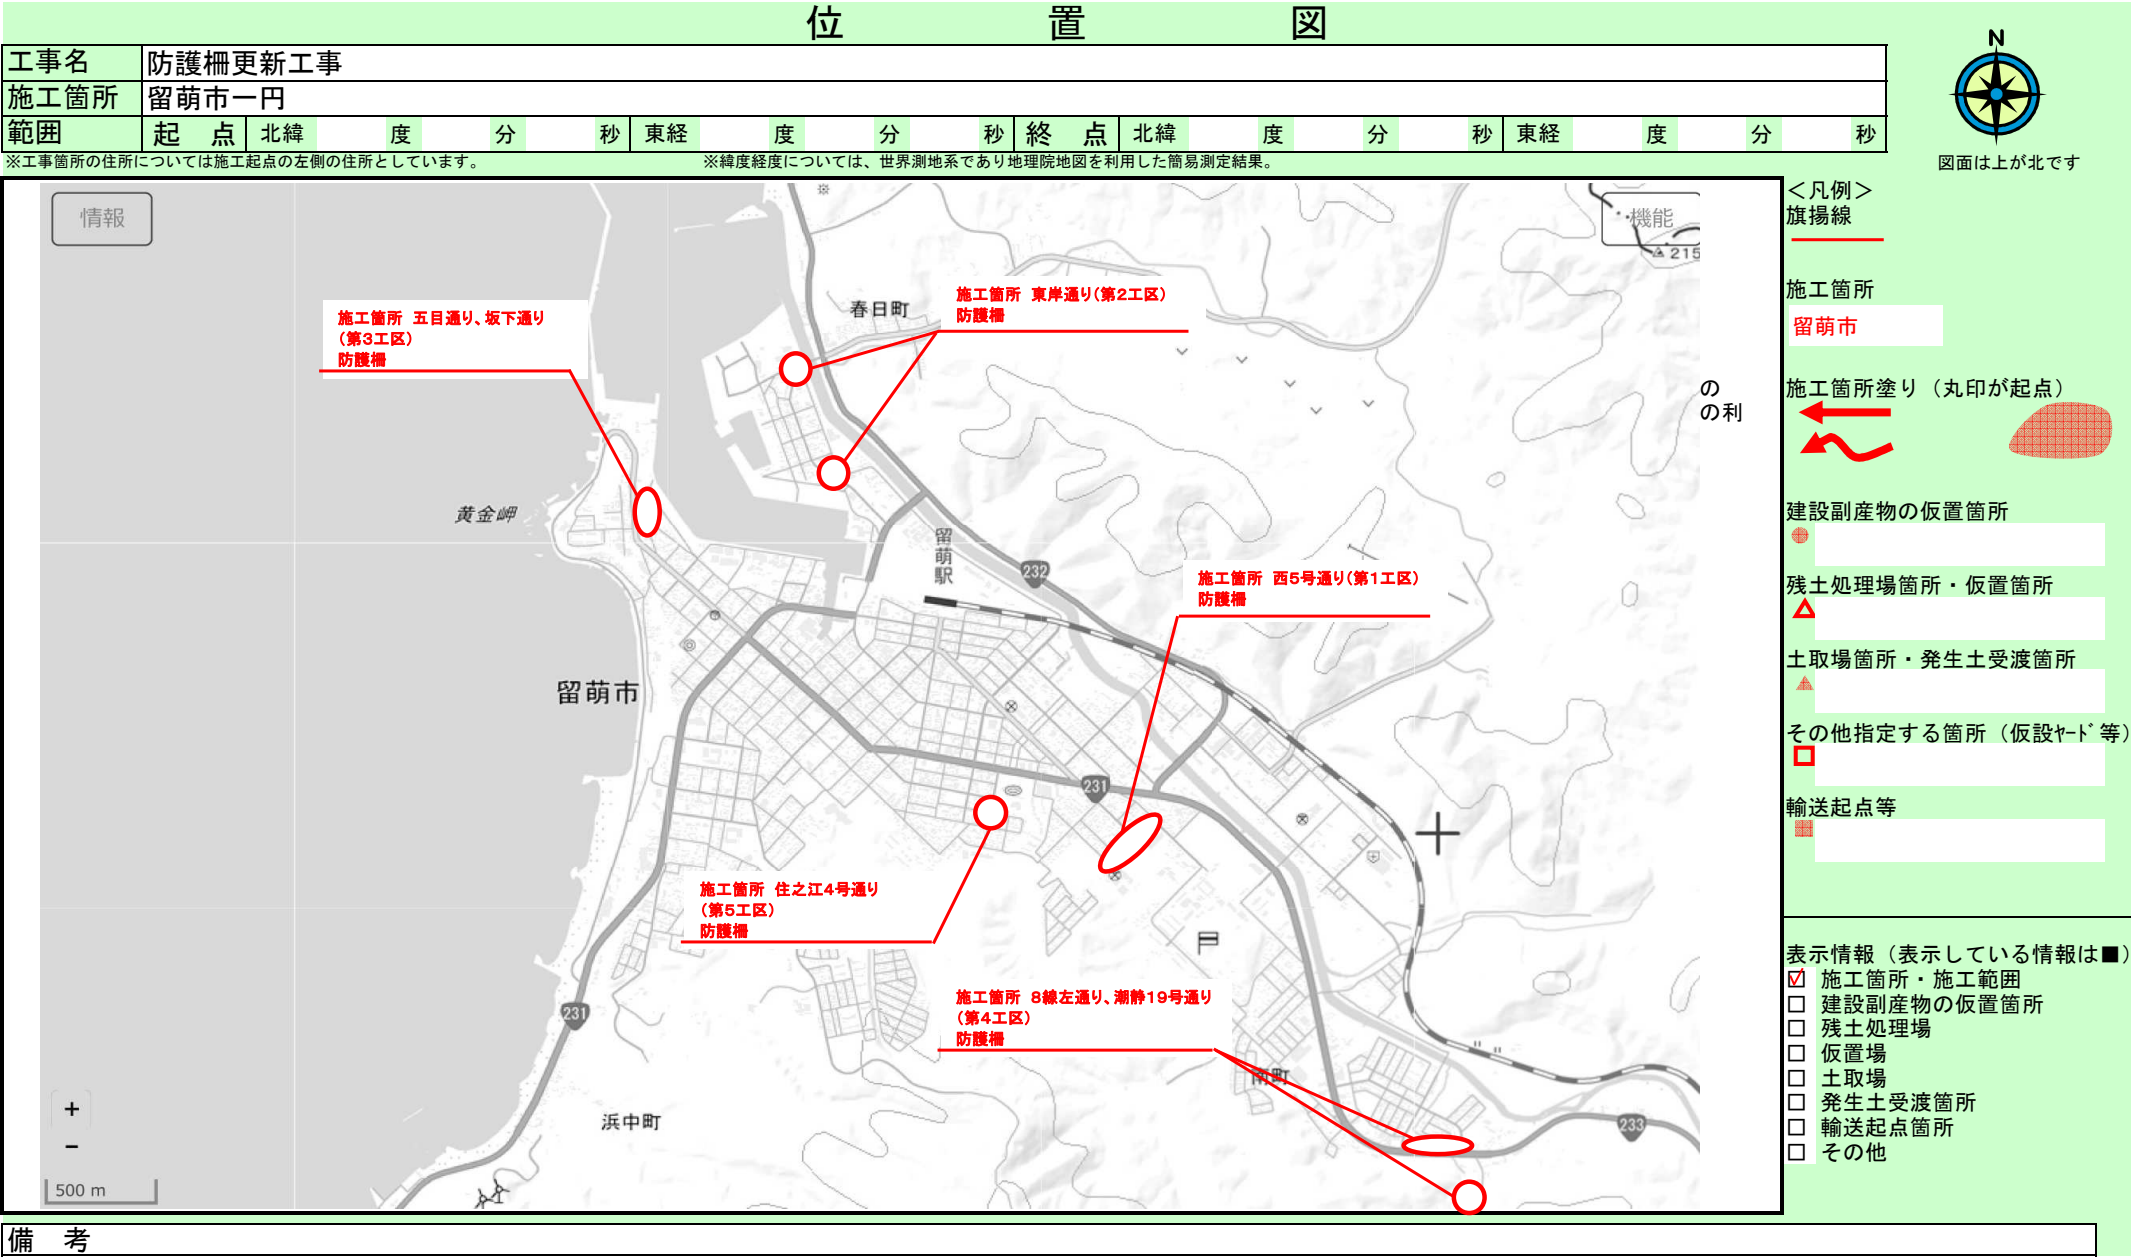 位 置 図
工事名 防護柵更新工事
施工箇所 留萌市一円
範囲 起 点 北緯 度 分 秒 東経 度 分 秒 終 点 北緯 度 分 秒 東経 度 分 秒
※工事箇所の住所については施工起点の左側の住所としています。 ※緯度経度については、世界測地系であり地理院地図を利用した簡易測定結果。
N
図面は上が北です
情報
機能
215
春日町
施工箇所 東岸通り(第2工区)
防護柵
施工箇所 五目通り、坂下通り
(第3工区)
防護柵
黄金岬
留萌駅
232
施工箇所 西5号通り(第1工区)
防護柵
留萌市
231
施工箇所 住之江4号通り
(第5工区)
防護柵
施工箇所 8線左通り、潮静19号通り
(第4工区)
防護柵
231
南町
浜中町
233
+
−
500 m
の
の利
<凡例>
旗揚線
施工箇所
留萌市
施工箇所塗り（丸印が起点）
建設副産物の仮置箇所
残土処理場箇所・仮置箇所
土取場箇所・発生土受渡箇所
その他指定する箇所（仮設ﾔｰﾄﾞ等）
輸送起点等
表示情報（表示している情報は■）
☑ 施工箇所・施工範囲
□ 建設副産物の仮置箇所
□ 残土処理場
□ 仮置場
□ 土取場
□ 発生土受渡箇所
□ 輸送起点箇所
□ その他
備 考